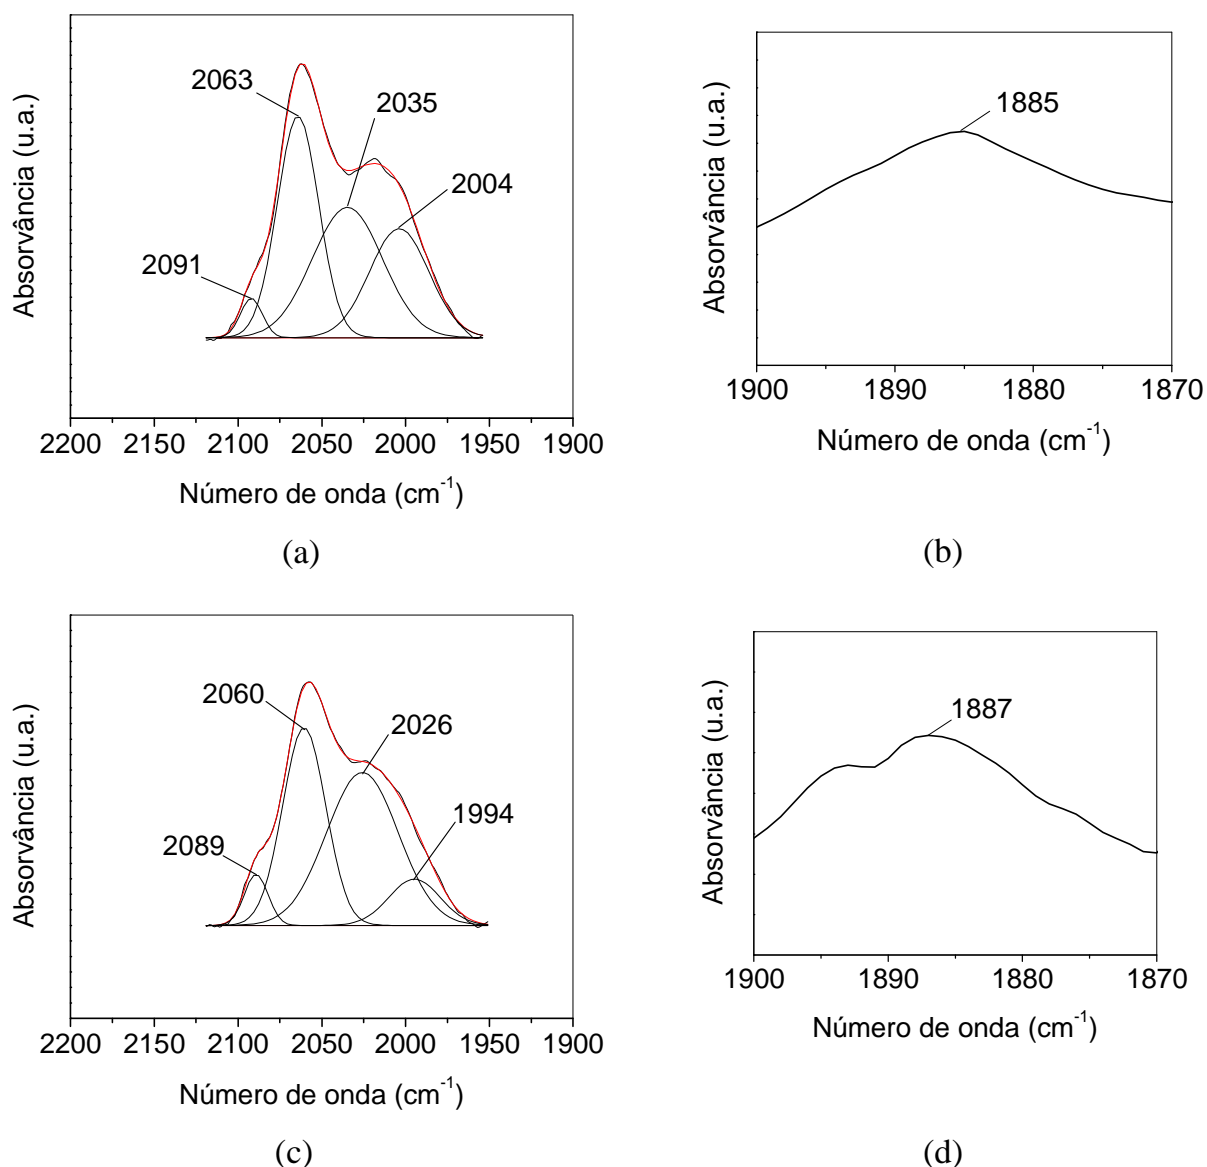 2063
2035
2004
2091
Absorvância (u.a.)
2200 2150 2100 2050 2000 1950 1900
Número de onda (cm⁻¹)
(a)
1885
Absorvância (u.a.)
1900 1890 1880 1870
Número de onda (cm⁻¹)
(b)
2060
2026
1994
2089
Absorvância (u.a.)
2200 2150 2100 2050 2000 1950 1900
Número de onda (cm⁻¹)
(c)
1887
Absorvância (u.a.)
1900 1890 1880 1870
Número de onda (cm⁻¹)
(d)